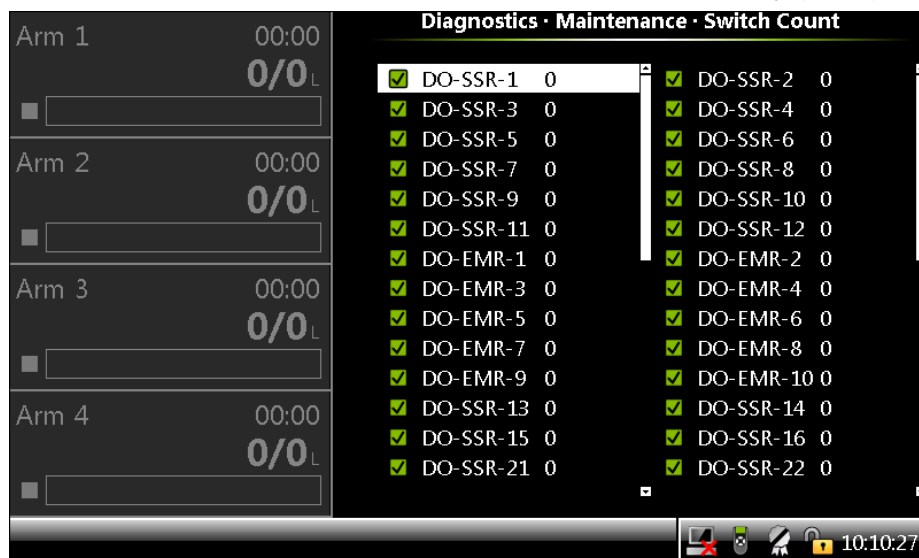 Diagnostics · Maintenance · Switch Count
Arm 1 00:00
0/0 L
Arm 2 00:00
0/0 L
Arm 3 00:00
0/0 L
Arm 4 00:00
0/0 L
DO-SSR-1 0 DO-SSR-2 0
DO-SSR-3 0 DO-SSR-4 0
DO-SSR-5 0 DO-SSR-6 0
DO-SSR-7 0 DO-SSR-8 0
DO-SSR-9 0 DO-SSR-10 0
DO-SSR-11 0 DO-SSR-12 0
DO-EMR-1 0 DO-EMR-2 0
DO-EMR-3 0 DO-EMR-4 0
DO-EMR-5 0 DO-EMR-6 0
DO-EMR-7 0 DO-EMR-8 0
DO-EMR-9 0 DO-EMR-10 0
DO-SSR-13 0 DO-SSR-14 0
DO-SSR-15 0 DO-SSR-16 0
DO-SSR-21 0 DO-SSR-22 0
10:10:27